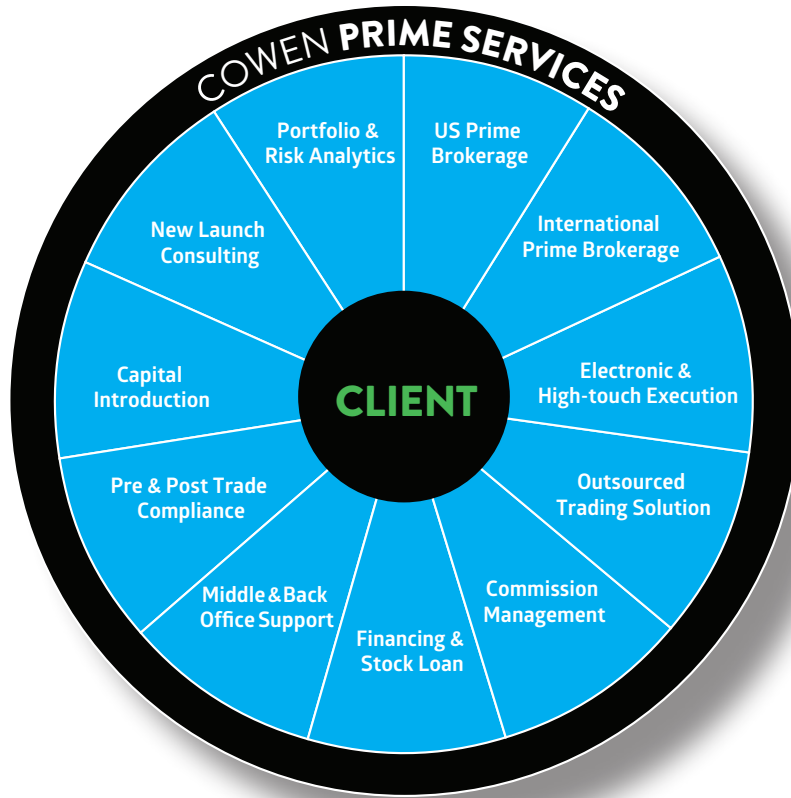 COWEN PRIME SERVICES
US Prime
Brokerage
International
Prime Brokerage
Electronic &
High-touch Execution
Outsourced
Trading Solution
Commission
Management
Financing &
Stock Loan
Middle & Back
Office Support
Pre & Post Trade
Compliance
Capital
Introduction
New Launch
Consulting
Portfolio &
Risk Analytics
CLIENT